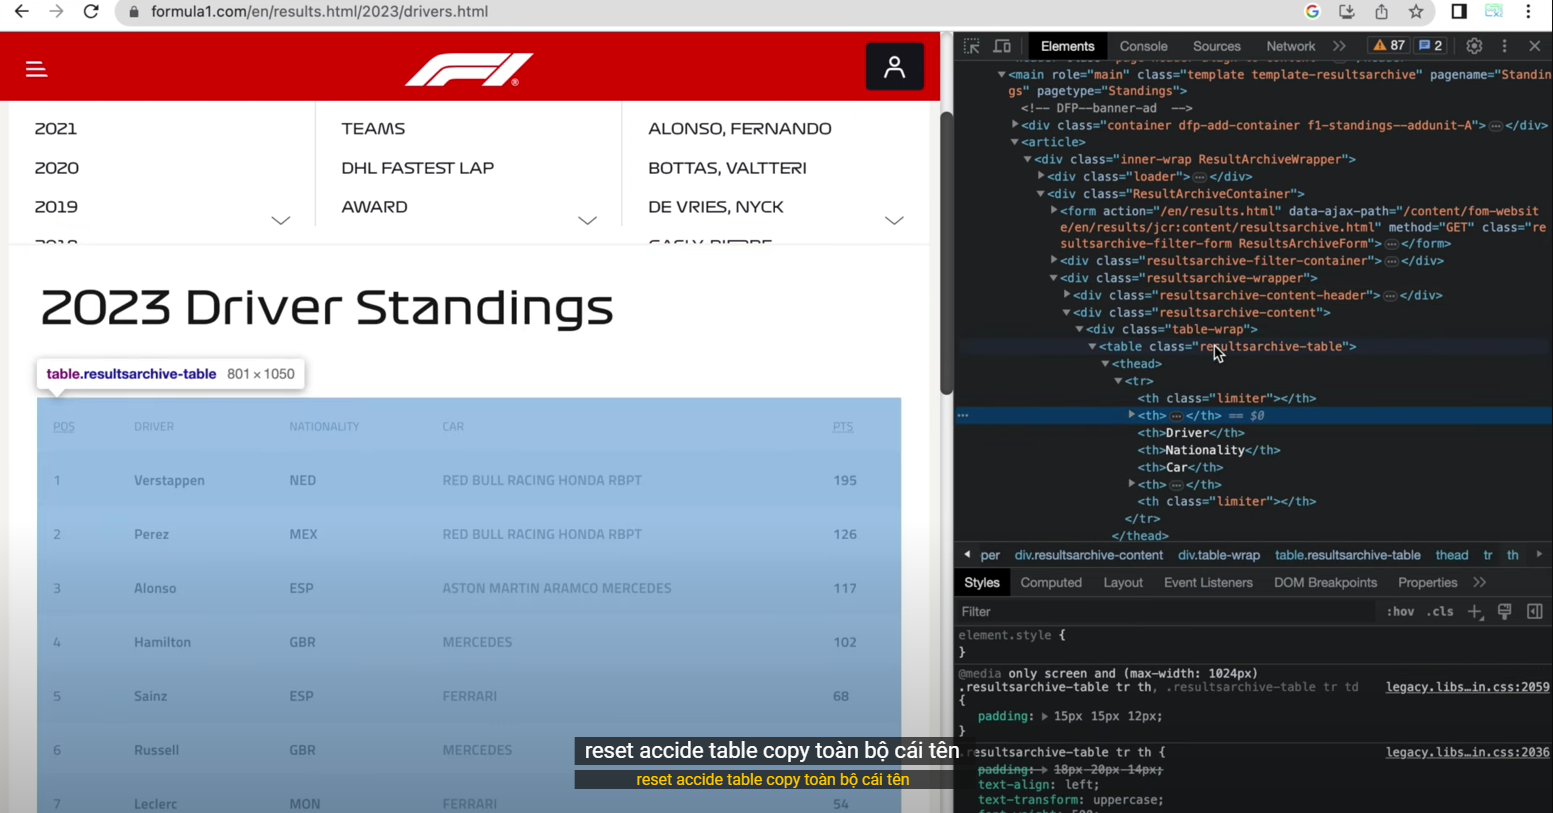 formula1.com/en/results.html/2023/drivers.html
F1
2021
2020
2019
TEAMS
DHL FASTEST LAP
AWARD
ALONSO, FERNANDO
BOTTAS, VALTTERI
DE VRIES, NYCK
2023 Driver Standings
table.resultsarchive-table 801 × 1050
POS DRIVER NATIONALITY CAR PTS
1 Verstappen NED RED BULL RACING HONDA RBPT 195
2 Perez MEX RED BULL RACING HONDA RBPT 126
3 Alonso ESP ASTON MARTIN ARAMCO MERCEDES 117
4 Hamilton GBR MERCEDES 102
5 Sainz ESP FERRARI 68
6 Russell GBR MERCEDES
7 Leclerc MON FERRARI 54
reset accide table copy toàn bộ cái tên
reset accide table copy toàn bộ cái tên
Elements Console Sources Network 87 2
<main role="main" class="template template-resultsarchive" pagename="Standin
gs" pagetype="Standings">
<!-- DFP--banner-ad -->
<div class="container dfp-add-container f1-standings--addunit-A">…</div>
<article>
<div class="inner-wrap ResultArchiveWrapper">
<div class="loader">…</div>
<div class="ResultArchiveContainer">
<form action="/en/results.html" data-ajax-path="/content/fom-websit
e/en/results/jcr:content/resultsarchive.html" method="GET" class="re
sultsarchive-filter-form ResultsArchiveForm">…</form>
<div class="resultsarchive-filter-container">…</div>
<div class="resultsarchive-wrapper">
<div class="resultsarchive-content-header">…</div>
<div class="resultsarchive-content">
<div class="table-wrap">
<table class="resultsarchive-table">
<thead>
<tr>
<th class="limiter"></th>
<th>…</th> == $0
<th>Driver</th>
<th>Nationality</th>
<th>Car</th>
<th>…</th>
<th class="limiter"></th>
</tr>
</thead>
per div.resultsarchive-content div.table-wrap table.resultsarchive-table thead tr th
Styles Computed Layout Event Listeners DOM Breakpoints Properties
Filter :hov .cls
element.style {
}
@media only screen and (max-width: 1024px)
.resultsarchive-table tr th, .resultsarchive-table tr td legacy.libs…in.css:2059
{
padding: 15px 15px 12px;
}
resultsarchive-table tr th { legacy.libs…in.css:2036
padding: 18px 20px 14px;
text-align: left;
text-transform: uppercase;